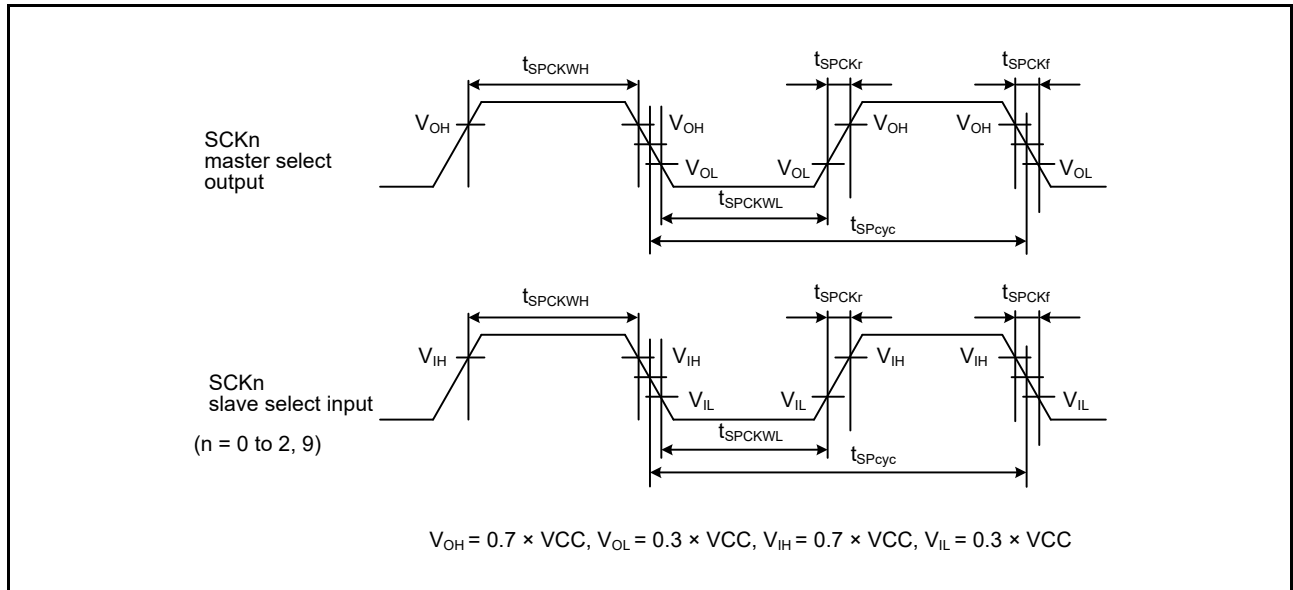 tSPCKWH
tSPCKr
tSPCKf
VOH
VOH
VOH
VOH
SCKn
master select
output
VOL
VOL
VOL
tSPCKWL
tSPcyc
tSPCKWH
tSPCKr
tSPCKf
VIH
VIH
VIH
VIH
SCKn
slave select input
VIL
VIL
VIL
(n = 0 to 2, 9)
tSPCKWL
tSPcyc
VOH = 0.7 × VCC, VOL = 0.3 × VCC, VIH = 0.7 × VCC, VIL = 0.3 × VCC